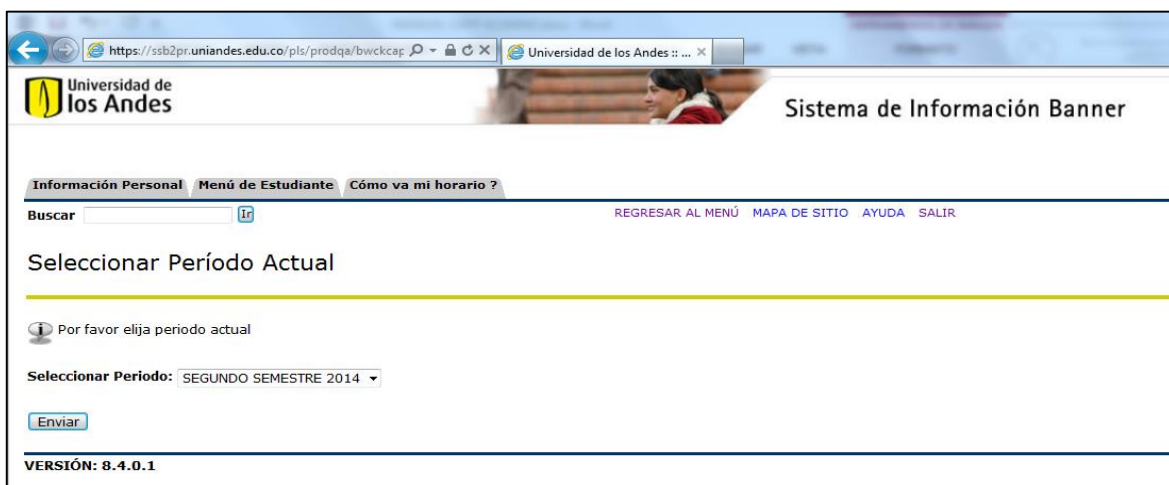 https://ssb2pr.uniandes.edu.co/pls/prodqa/bwckcap
Universidad de los Andes :: ...
Universidad de
los Andes
Sistema de Información Banner
Información Personal Menú de Estudiante Cómo va mi horario ?
Buscar Ir REGRESAR AL MENÚ MAPA DE SITIO AYUDA SALIR
Seleccionar Período Actual
Por favor elija periodo actual
Seleccionar Periodo: SEGUNDO SEMESTRE 2014
Enviar
VERSIÓN: 8.4.0.1